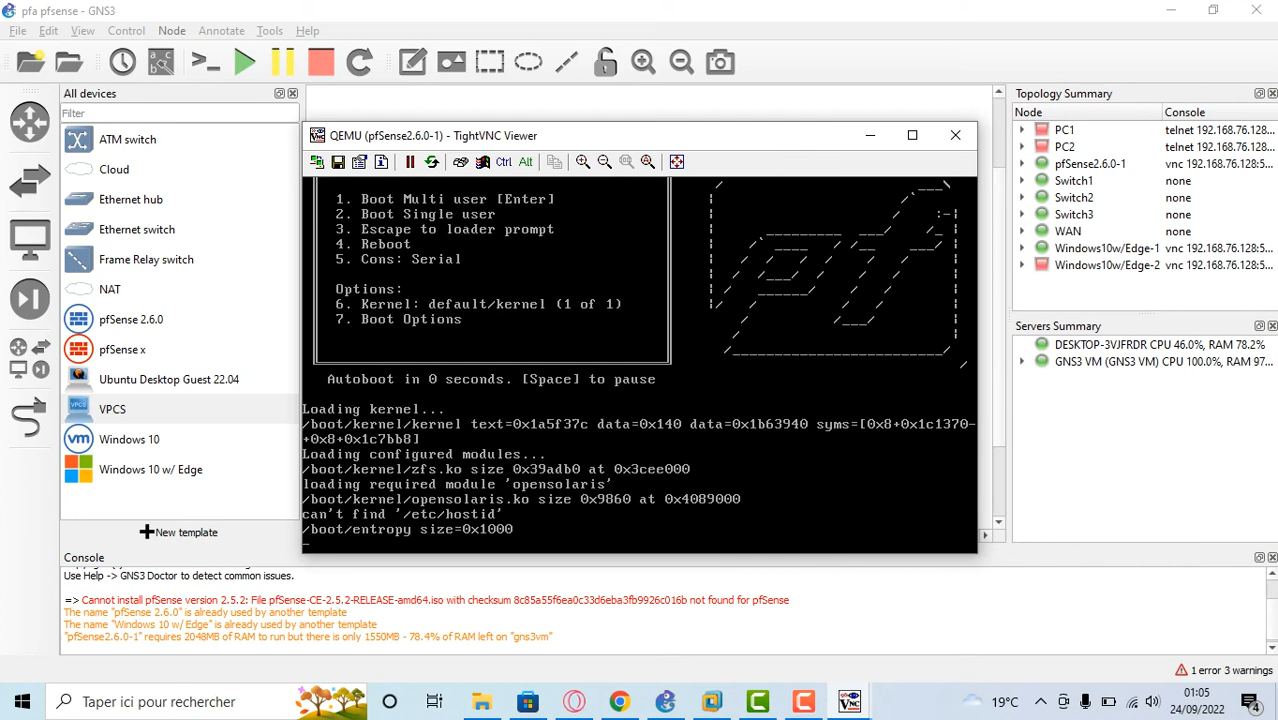 pfa pfsense - GNS3
File Edit View Control Node Annotate Tools Help
All devices
Filter
ATM switch
Cloud
Ethernet hub
Ethernet switch
Frame Relay switch
NAT
pfSense 2.6.0
pfSense x
Ubuntu Desktop Guest 22.04
VPCS
Windows 10
Windows 10 w/ Edge
New template
QEMU (pfSense2.6.0-1) - TightVNC Viewer
Ctrl Alt
1. Boot Multi user [Enter]
2. Boot Single user
3. Escape to loader prompt
4. Reboot
5. Cons: Serial
Options:
6. Kernel: default/kernel (1 of 1)
7. Boot Options
Autoboot in 0 seconds. [Space] to pause
Loading kernel...
/boot/kernel/kernel text=0x1a5f37c data=0x140 data=0x1b63940 syms=[0x8+0x1c1370-
+0x8+0x1c7bb8]
Loading configured modules...
/boot/kernel/zfs.ko size 0x39adb0 at 0x3cee000
loading required module 'opensolaris'
/boot/kernel/opensolaris.ko size 0x9860 at 0x4089000
can't find '/etc/hostid'
/boot/entropy size=0x1000
Topology Summary
Node Console
PC1 telnet 192.168.76.128:5
PC2 telnet 192.168.76.128:5
pfSense2.6.0-1 vnc 192.168.76.128:5
Switch1 none
Switch2 none
Switch3 none
WAN none
Windows10w/Edge-1 vnc 192.168.76.128:5
Windows10w/Edge-2 vnc 192.168.76.128:5
Servers Summary
DESKTOP-3VJFRDR CPU 46.0%, RAM 78.2%
GNS3 VM (GNS3 VM) CPU 100.0%, RAM 97
Console
Use Help -> GNS3 Doctor to detect common issues.
=> Cannot install pfSense version 2.5.2: File pfSense-CE-2.5.2-RELEASE-amd64.iso with checksum 8c85a55f6ea0c33d6eba3fb9926c016b not found for pfSense
The name "pfSense 2.6.0" is already used by another template
The name "Windows 10 w/ Edge" is already used by another template
"pfSense2.6.0-1" requires 2048MB of RAM to run but there is only 1550MB - 78.4% of RAM left on "gns3vm"
1 error 3 warnings
Taper ici pour rechercher
19°C
01:05
24/09/2022
4